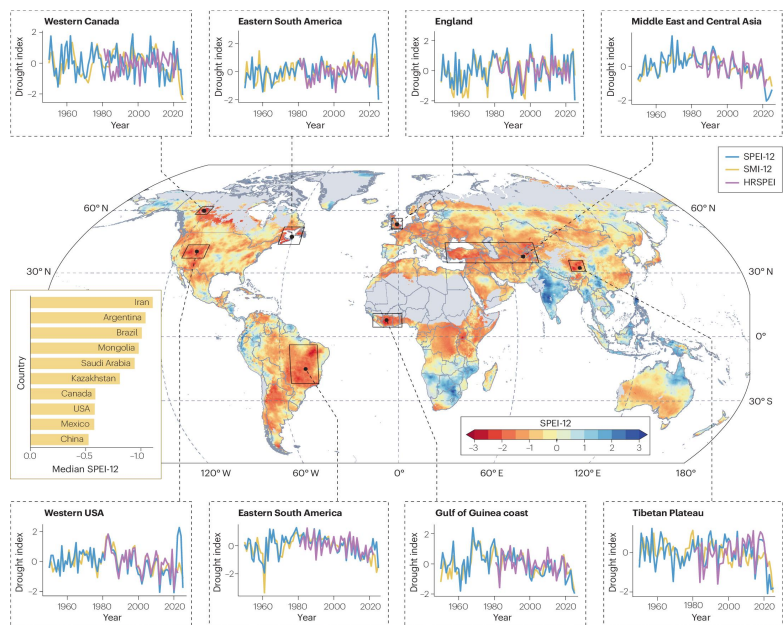 Western Canada
Drought index
2
0
−2
1960
1980
2000
2020
Year
Eastern South America
Drought index
2
0
−2
1960
1980
2000
2020
Year
England
Drought index
2
0
−2
1960
1980
2000
2020
Year
Middle East and Central Asia
Drought index
0
−2
1960
1980
2000
2020
Year
SPEI-12
SMI-12
HRSPEI
60° N
60° N
30° N
30° N
0°
0°
30° S
120° W
60° W
0°
60° E
120° E
180°
Country
Iran
Argentina
Brazil
Mongolia
Saudi Arabia
Kazakhstan
Canada
USA
Mexico
China
0.0
−0.5
−1.0
Median SPEI-12
SPEI-12
−3
−2
−1
0
1
2
3
Western USA
Drought index
2
0
−2
1960
1980
2000
2020
Year
Eastern South America
Drought index
0
−2
1960
1980
2000
2020
Year
Gulf of Guinea coast
Drought index
2
0
−2
1960
1980
2000
2020
Year
Tibetan Plateau
Drought index
0
−2
1960
1980
2000
2020
Year